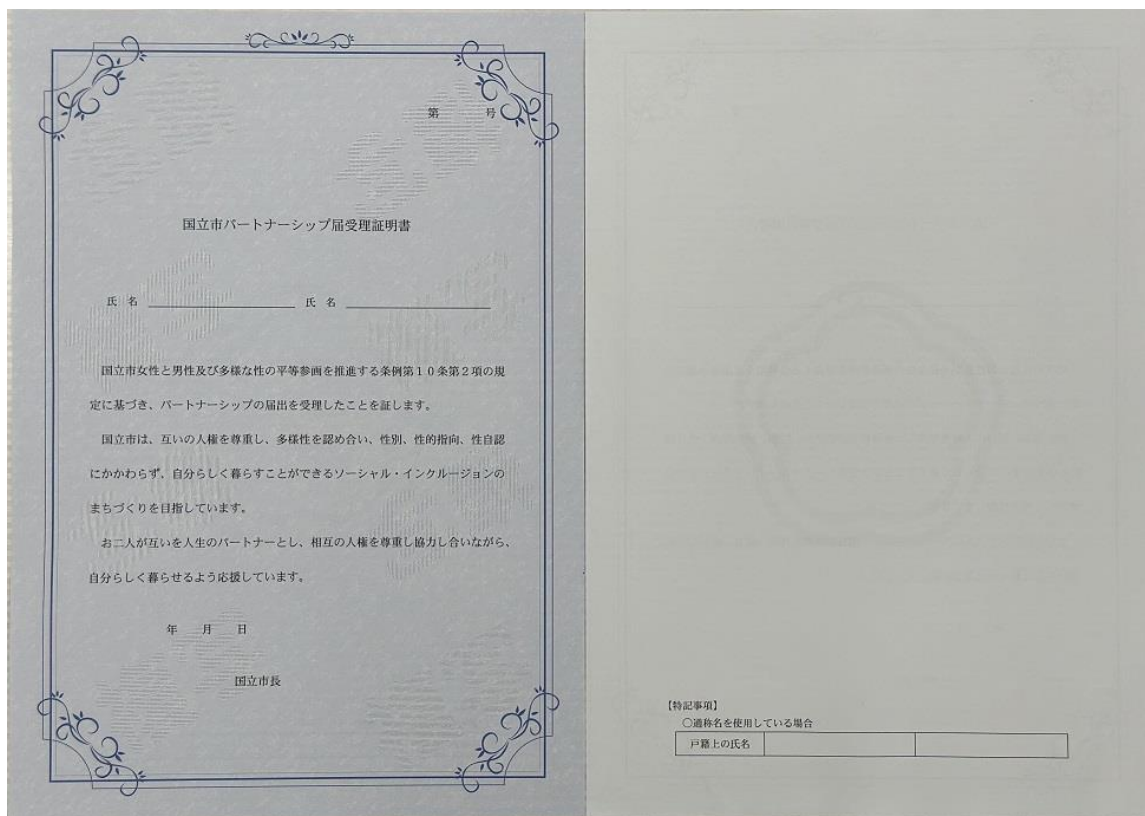 第　　　号
国立市パートナーシップ届受理証明書
氏 名　　　　　　　　　　氏 名
国立市女性と男性及び多様な性の平等参画を推進する条例第１０条第２項の規
定に基づき、パートナーシップの届出を受理したことを証します。
国立市は、互いの人権を尊重し、多様性を認め合い、性別、性的指向、性自認
にかかわらず、自分らしく暮らすことができるソーシャル・インクルージョンの
まちづくりを目指しています。
お二人が互いを人生のパートナーとし、相互の人権を尊重し協力し合いながら、
自分らしく暮らせるよう応援しています。
年　　月　　日
国立市長
【特記事項】
○通称名を使用している場合
戸籍上の氏名